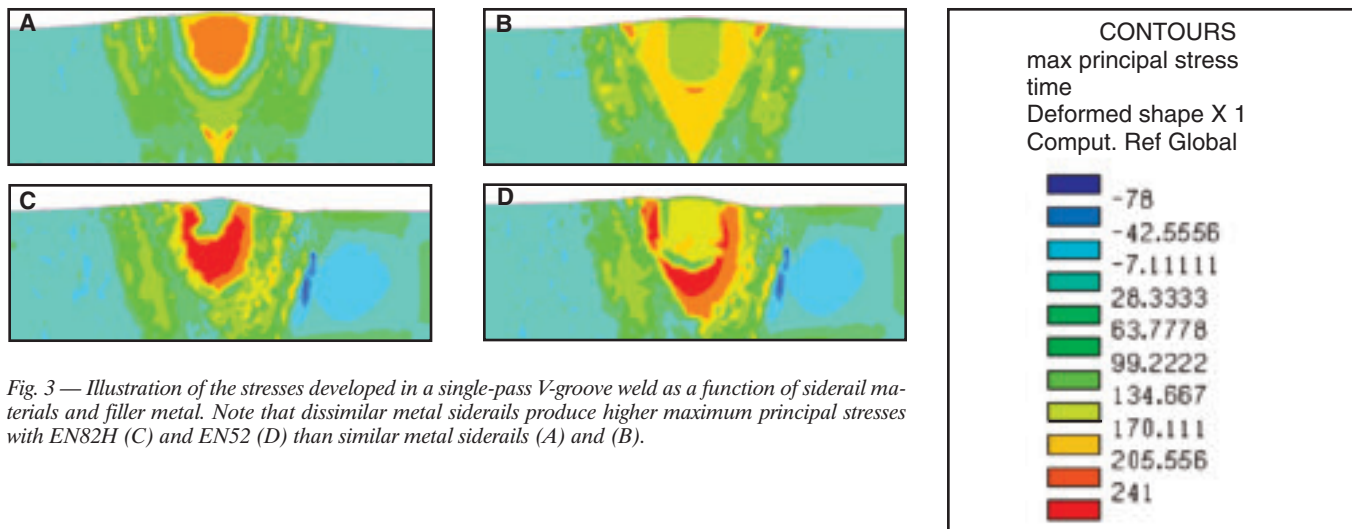 A
B
C
D
Fig. 3 — Illustration of the stresses developed in a single-pass V-groove weld as a function of siderail ma-
terials and filler metal. Note that dissimilar metal siderails produce higher maximum principal stresses
with EN82H (C) and EN52 (D) than similar metal siderails (A) and (B).
CONTOURS
max principal stress
time
Deformed shape X 1
Comput. Ref Global
-78
-42.5556
-7.11111
28.3333
63.7778
99.2222
134.667
170.111
205.556
241